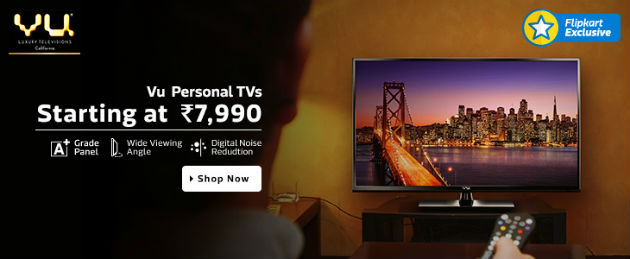 vu
LUXURY TELEVISIONS
California
Flipkart
Exclusive
Vu Personal TVs
Starting at ₹7,990
A+ Grade
Panel
Wide Viewing
Angle
Digital Noise
Redudtion
Shop Now